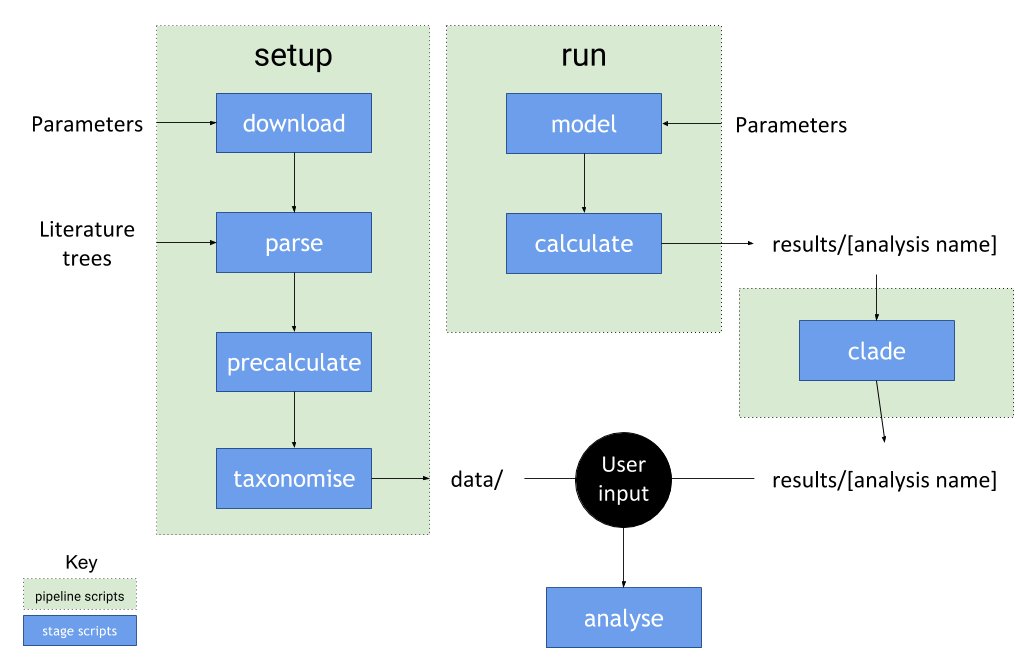 setup
run
download
model
Parameters
Parameters
Literature
trees
parse
calculate
results/[analysis name]
precalculate
clade
taxonomise
data/
User
input
results/[analysis name]
Key
pipeline scripts
stage scripts
analyse